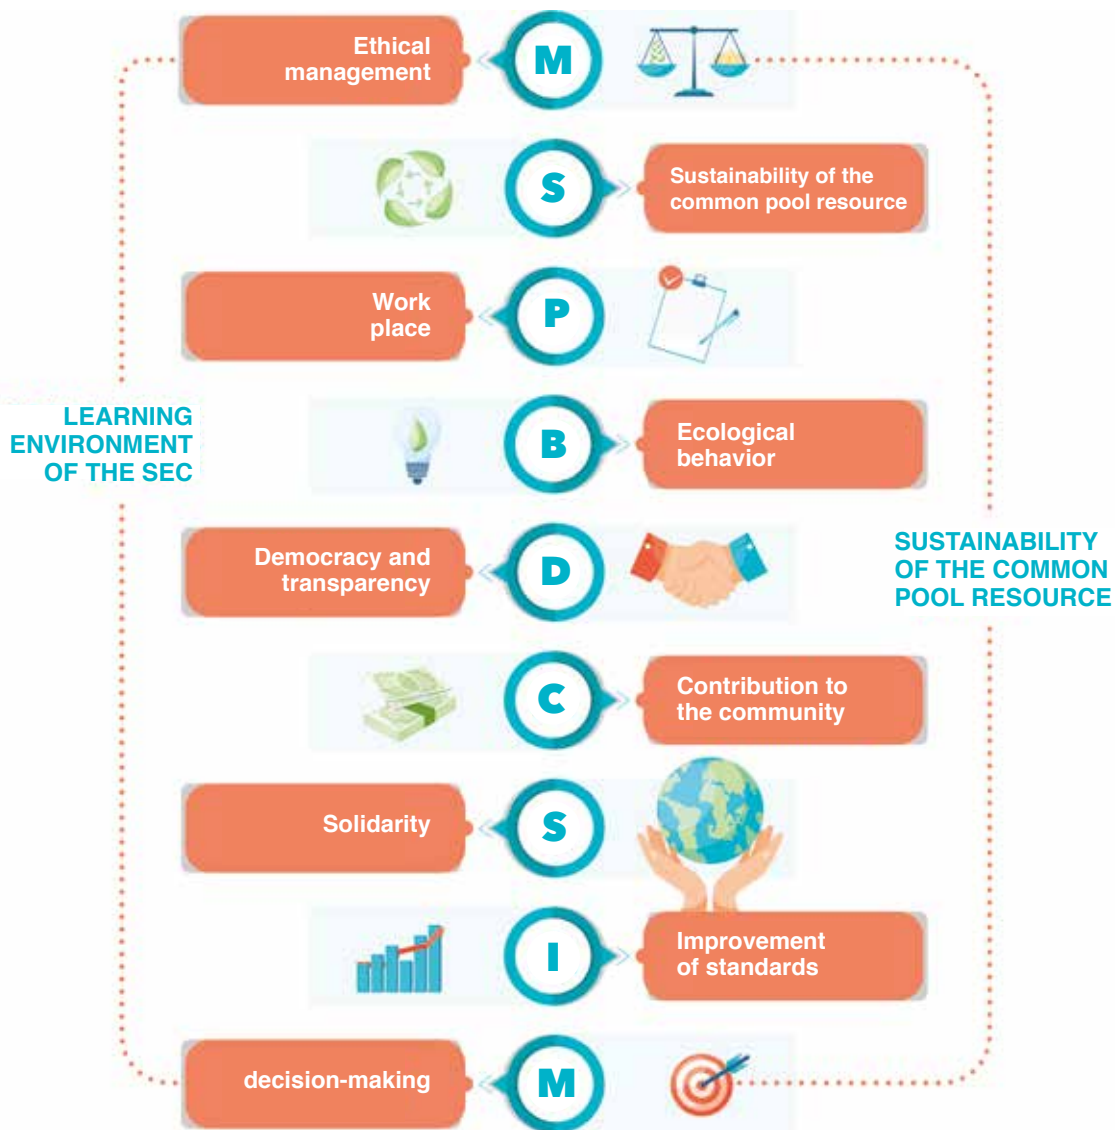 Ethical
management
M
S
Sustainability of the
common pool resource
Work
place
P
LEARNING
ENVIRONMENT
OF THE SEC
B
Ecological
behavior
Democracy and
transparency
D
SUSTAINABILITY
OF THE COMMON
POOL RESOURCE
C
Contribution to
the community
Solidarity
S
I
Improvement
of standards
decision-making
M